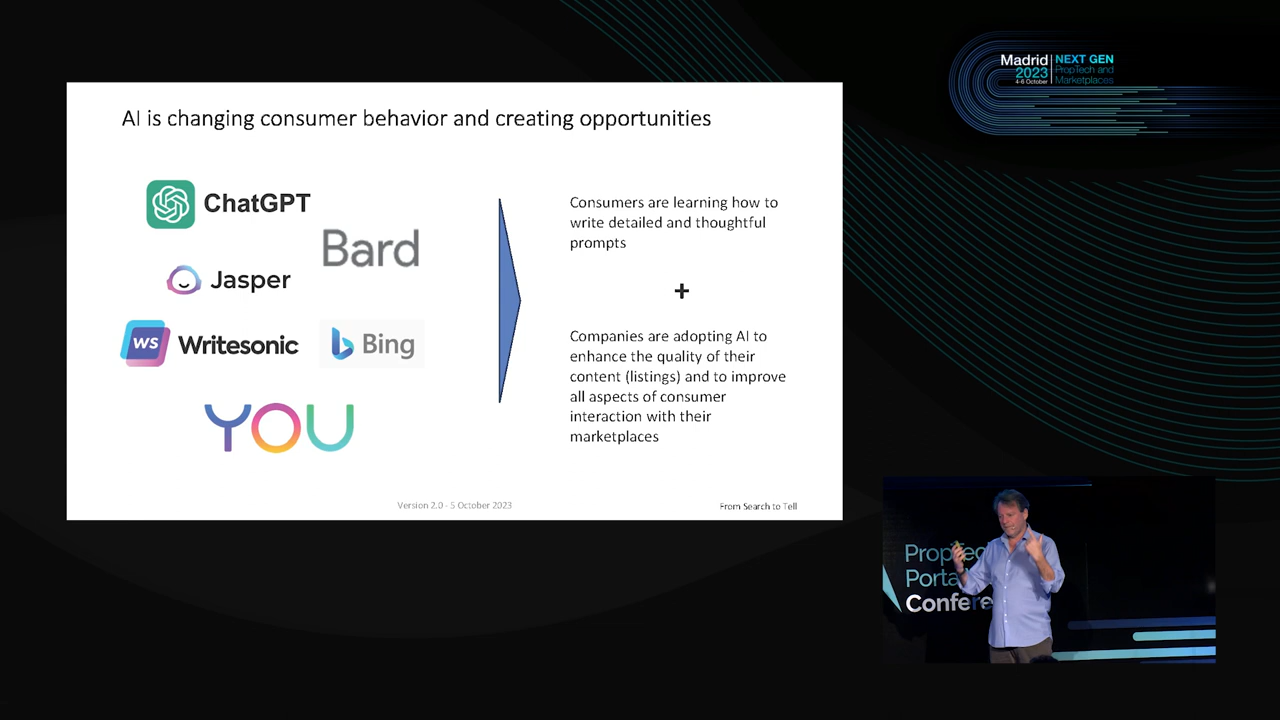 Madrid
2023
4-6 October
NEXT GEN
PropTech and
Marketplaces
AI is changing consumer behavior and creating opportunities
ChatGPT
Bard
Jasper
WS Writesonic
Bing
YOU
Consumers are learning how to
write detailed and thoughtful
prompts
+
Companies are adopting AI to
enhance the quality of their
content (listings) and to improve
all aspects of consumer
interaction with their
marketplaces
Version 2.0 - 5 October 2023
From Search to Tell